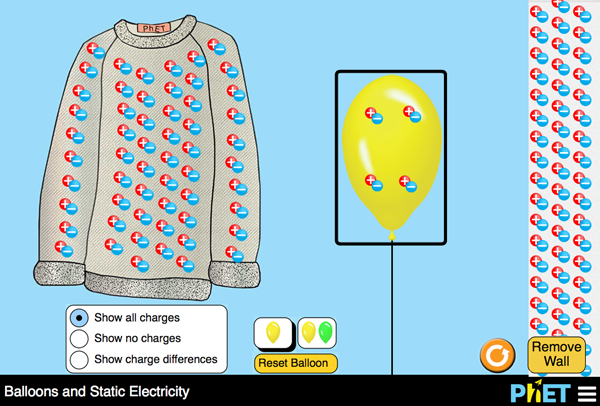 PhET
Show all charges
Show no charges
Show charge differences
Reset Balloon
Remove
Wall
Balloons and Static Electricity
PhET